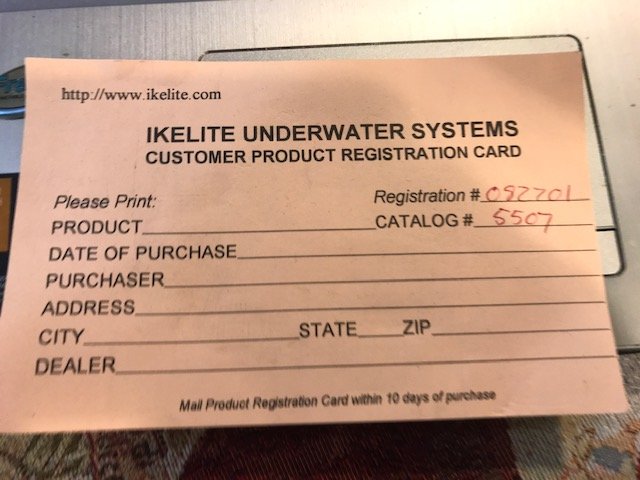 http://www.ikelite.com
IKELITE UNDERWATER SYSTEMS
CUSTOMER PRODUCT REGISTRATION CARD
Please Print:
Registration # 052701
PRODUCT
CATALOG # 5507
DATE OF PURCHASE
PURCHASER
ADDRESS
CITY STATE ZIP
DEALER
Mail Product Registration Card within 10 days of purchase